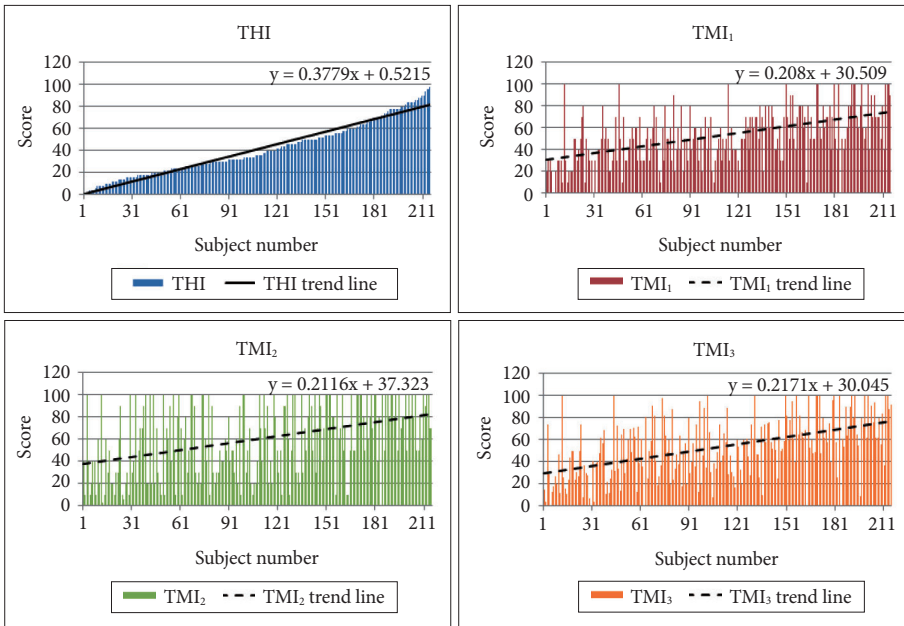 THI
y = 0.3779x + 0.5215
120
100
80
60
40
20
0
Score
1 31 61 91 121 151 181 211
Subject number
THI THI trend line
TMI₁
y = 0.208x + 30.509
120
100
80
60
40
20
0
Score
1 31 61 91 121 151 181 211
Subject number
TMI₁ TMI₁ trend line
TMI₂
y = 0.2116x + 37.323
120
100
80
60
40
20
0
Score
1 31 61 91 121 151 181 211
Subject number
TMI₂ TMI₂ trend line
TMI₃
y = 0.2171x + 30.045
120
100
80
60
40
20
0
Score
1 31 61 91 121 151 181 211
Subject number
TMI₃ TMI₃ trend line